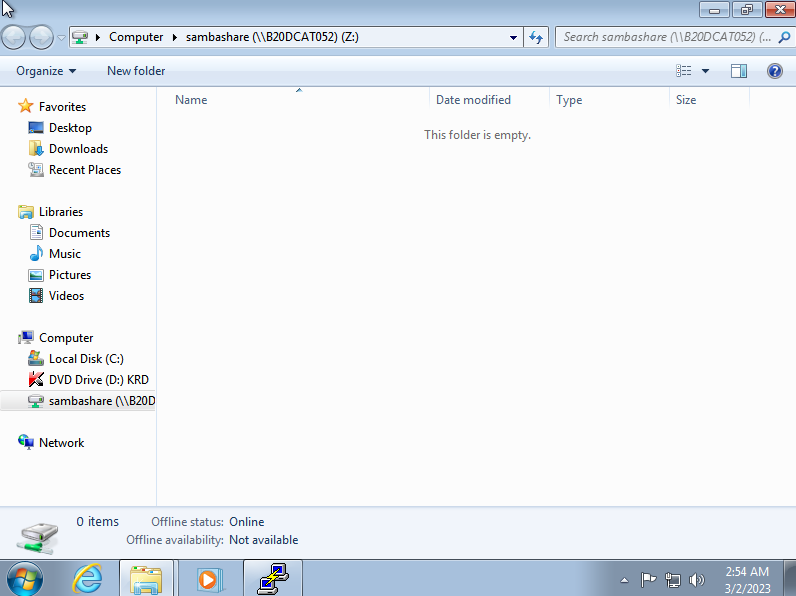 Computer
sambashare (\\B20DCAT052) (Z:)
Search sambashare (\\B20DCAT052) (...
Organize
New folder
Name
Date modified
Type
Size
This folder is empty.
Favorites
Desktop
Downloads
Recent Places
Libraries
Documents
Music
Pictures
Videos
Computer
Local Disk (C:)
DVD Drive (D:) KRD
sambashare (\\B20D
Network
0 items
Offline status: Online
Offline availability: Not available
2:54 AM
3/2/2023